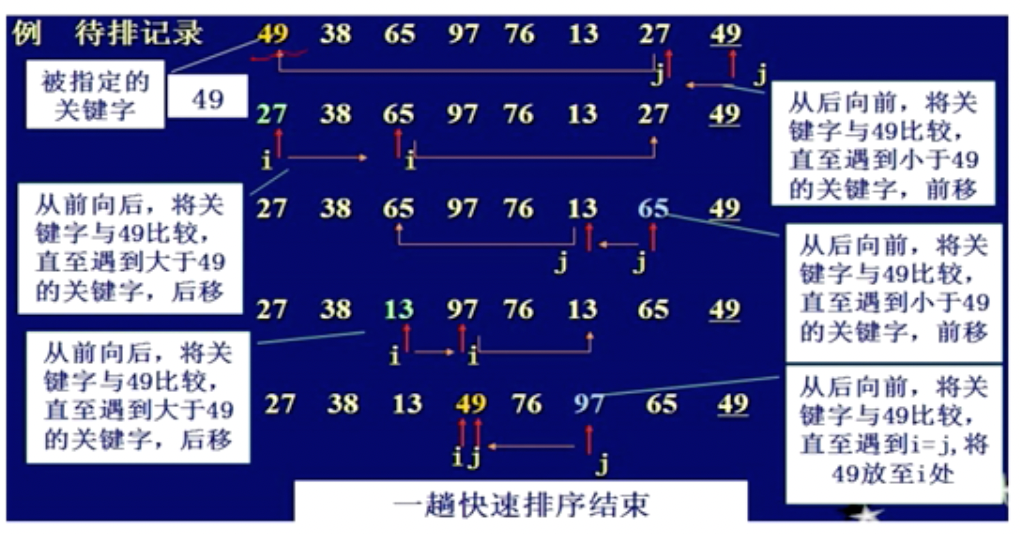 例 待排记录 49 38 65 97 76 13 27 49
j j
被指定的
关键字
49
从后向前，将关
键字与49比较，
直至遇到小于49
的关键字，前移
27 38 65 97 76 13 27 49
i i
从前向后，将关
键字与49比较，
直至遇到大于49
的关键字，后移
27 38 65 97 76 13 65 49
j j
从后向前，将关
键字与49比较，
直至遇到小于49
的关键字，前移
27 38 13 97 76 13 65 49
i i
从前向后，将关
键字与49比较，
直至遇到大于49
的关键字，后移
27 38 13 49 76 97 65 49
i j j
从后向前，将关
键字与49比较，
直至遇到i=j,将
49放至i处
一趟快速排序结束